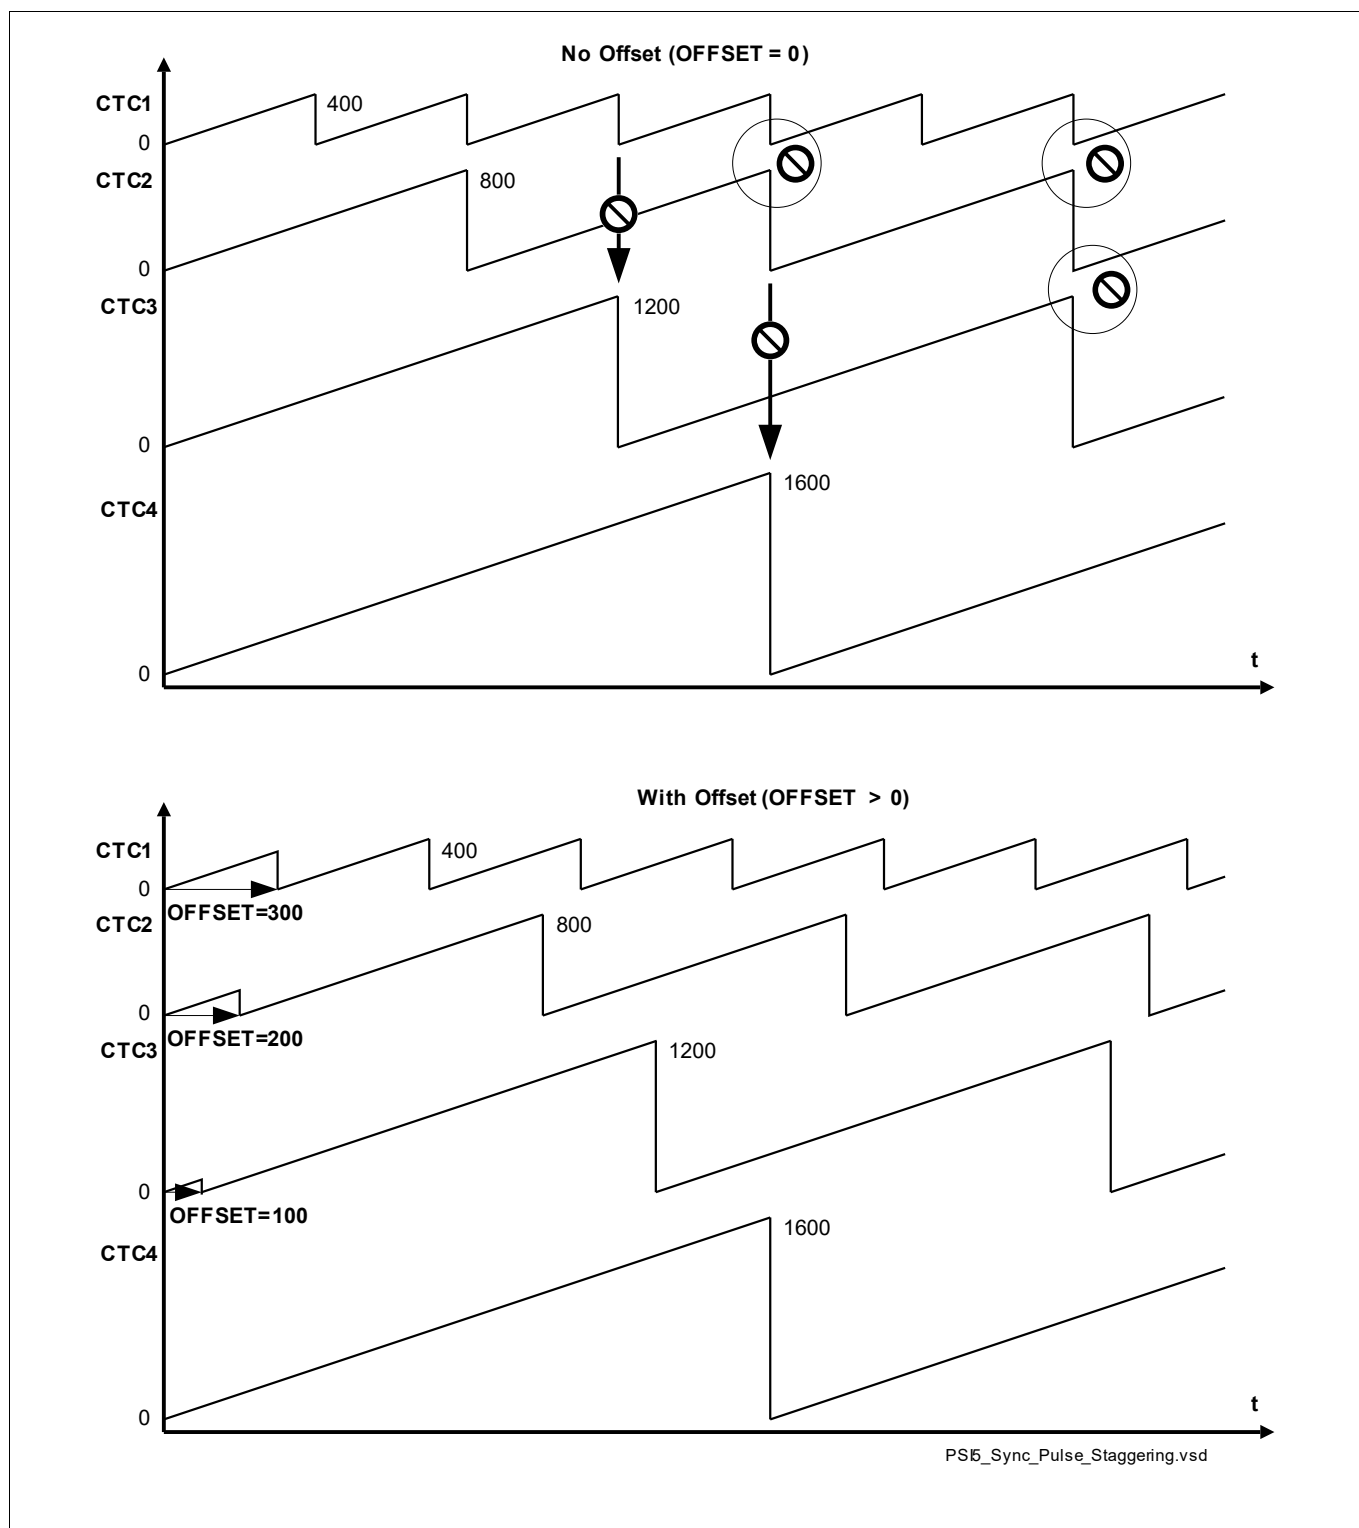 No Offset (OFFSET = 0)
CTC1
400
0
CTC2
800
0
CTC3
1200
0
CTC4
1600
0
t
With Offset (OFFSET > 0)
CTC1
400
0
OFFSET=300
CTC2
800
0
OFFSET=200
CTC3
1200
0
OFFSET=100
CTC4
1600
0
t
PSI5_Sync_Pulse_Staggering.vsd